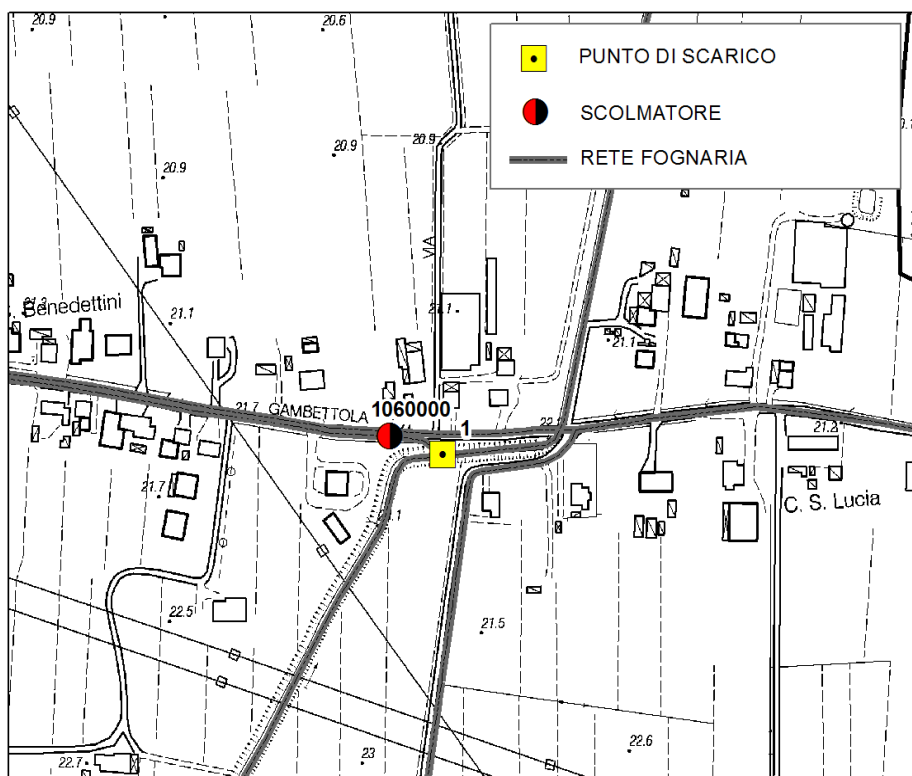 20.9
20.6
PUNTO DI SCARICO
SCOLMATORE
RETE FOGNARIA
20.9
20.9
20.9
VIA
Benedettini
21.1
21.1
21.1
21.7
GAMBETTOLA
1060000
1
21.2
21.7
C. S. Lucia
22.5
21.5
22.6
22.7
23